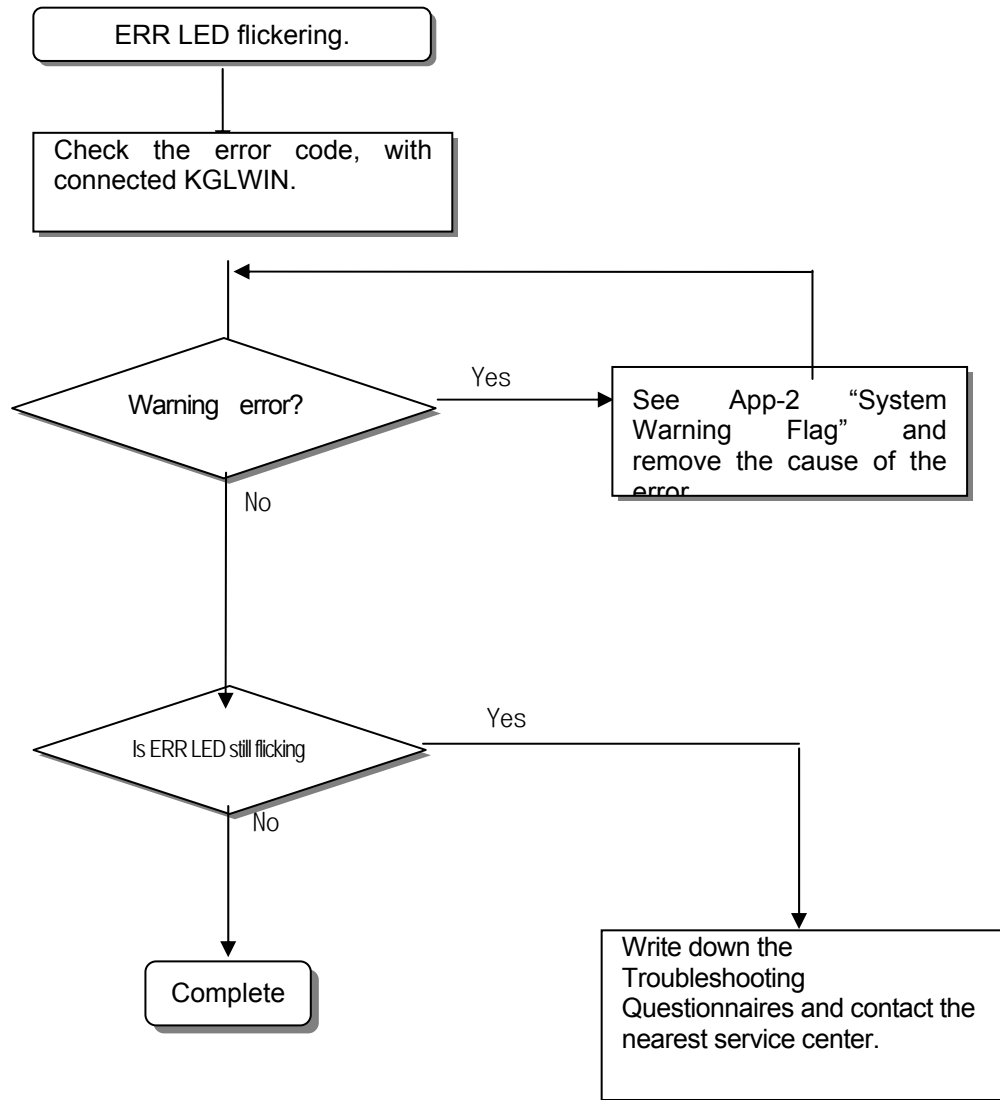 ERR LED flickering.
Check the error code, with
connected KGLWIN.
Warning error?
Yes
See App-2 “System
Warning Flag” and
remove the cause of the
error
No
Is ERR LED still flicking
Yes
No
Complete
Write down the
Troubleshooting
Questionnaires and contact the
nearest service center.